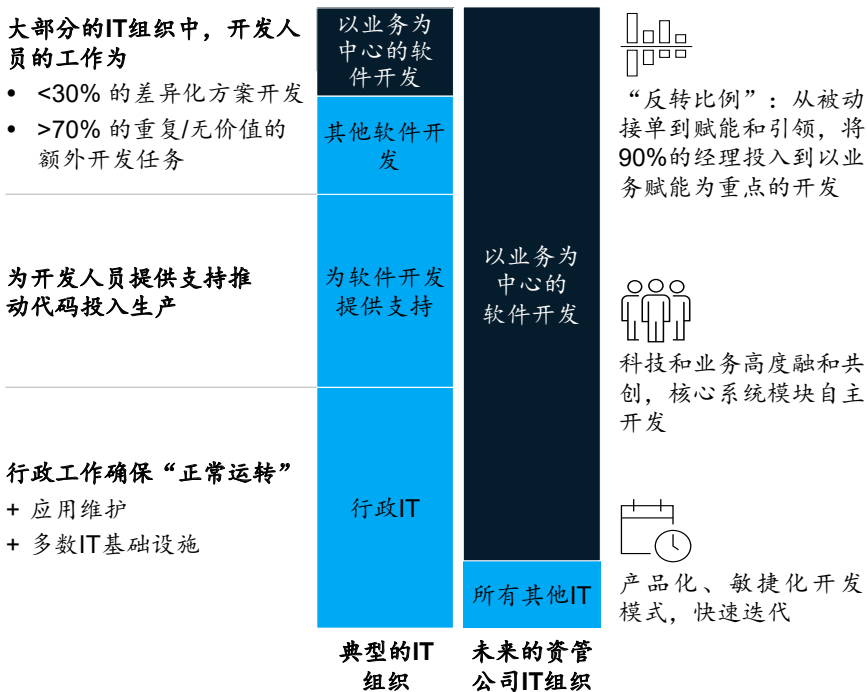 大部分的IT组织中，开发人
员的工作为
• <30% 的差异化方案开发
• >70% 的重复/无价值的
额外开发任务
为开发人员提供支持推
动代码投入生产
行政工作确保“正常运转”
+ 应用维护
+ 多数IT基础设施
以业务为
中心的软
件开发
其他软件开
发
为软件开发
提供支持
行政IT
典型的IT
组织
以业务为
中心的
软件开发
所有其他IT
未来的资管
公司IT组织
“反转比例”：从被动
接单到赋能和引领，将
90%的经理投入到以业
务赋能为重点的开发
科技和业务高度融和共
创，核心系统模块自主
开发
产品化、敏捷化开发
模式，快速迭代